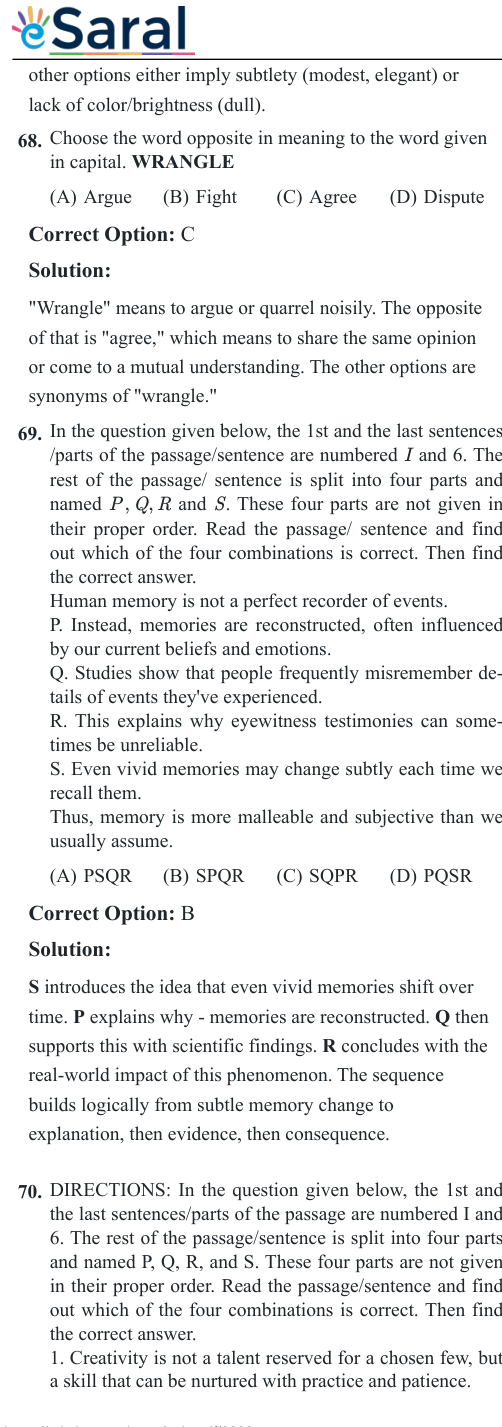 eSaral
other options either imply subtlety (modest, elegant) or
lack of color/brightness (dull).
68. Choose the word opposite in meaning to the word given
in capital. WRANGLE
(A) Argue (B) Fight (C) Agree (D) Dispute
Correct Option: C
Solution:
"Wrangle" means to argue or quarrel noisily. The opposite
of that is "agree," which means to share the same opinion
or come to a mutual understanding. The other options are
synonyms of "wrangle."
69. In the question given below, the 1st and the last sentences
/parts of the passage/sentence are numbered I and 6. The
rest of the passage/ sentence is split into four parts and
named P, Q, R and S. These four parts are not given in
their proper order. Read the passage/ sentence and find
out which of the four combinations is correct. Then find
the correct answer.
Human memory is not a perfect recorder of events.
P. Instead, memories are reconstructed, often influenced
by our current beliefs and emotions.
Q. Studies show that people frequently misremember de-
tails of events they've experienced.
R. This explains why eyewitness testimonies can some-
times be unreliable.
S. Even vivid memories may change subtly each time we
recall them.
Thus, memory is more malleable and subjective than we
usually assume.
(A) PSQR (B) SPQR (C) SQPR (D) PQSR
Correct Option: B
Solution:
S introduces the idea that even vivid memories shift over
time. P explains why - memories are reconstructed. Q then
supports this with scientific findings. R concludes with the
real-world impact of this phenomenon. The sequence
builds logically from subtle memory change to
explanation, then evidence, then consequence.
70. DIRECTIONS: In the question given below, the 1st and
the last sentences/parts of the passage are numbered I and
6. The rest of the passage/sentence is split into four parts
and named P, Q, R, and S. These four parts are not given
in their proper order. Read the passage/sentence and find
out which of the four combinations is correct. Then find
the correct answer.
1. Creativity is not a talent reserved for a chosen few, but
a skill that can be nurtured with practice and patience.